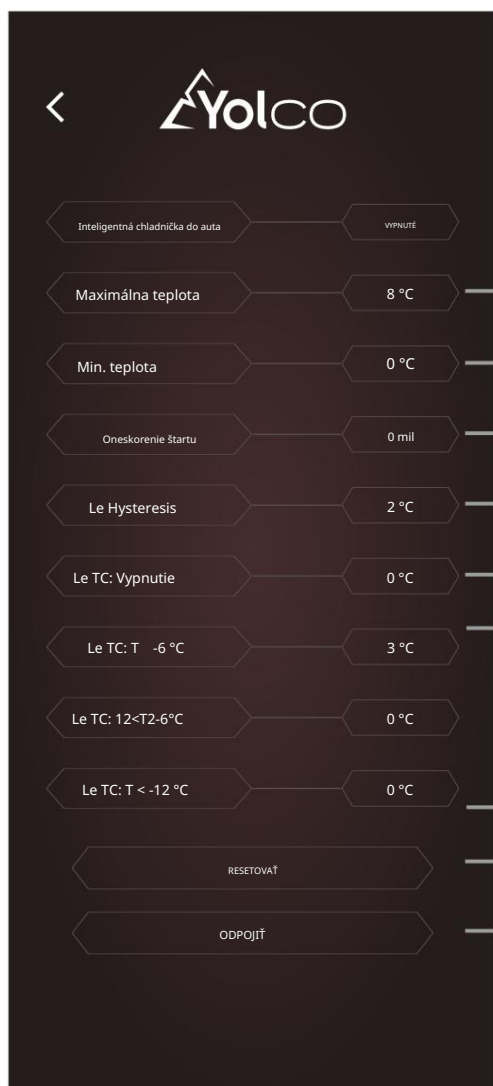 Yolco
Inteligentná chladnička do auta VYPNUTÉ
Maximálna teplota 8 °C
Min. teplota 0 °C
Oneskorenie štartu 0 mil
Le Hysteresis 2 °C
Le TC: Vypnutie 0 °C
Le TC: T -6 °C 3 °C
Le TC: 12<T2-6°C 0 °C
Le TC: T < -12 °C 0 °C
RESETOVAŤ
ODPOJIŤ